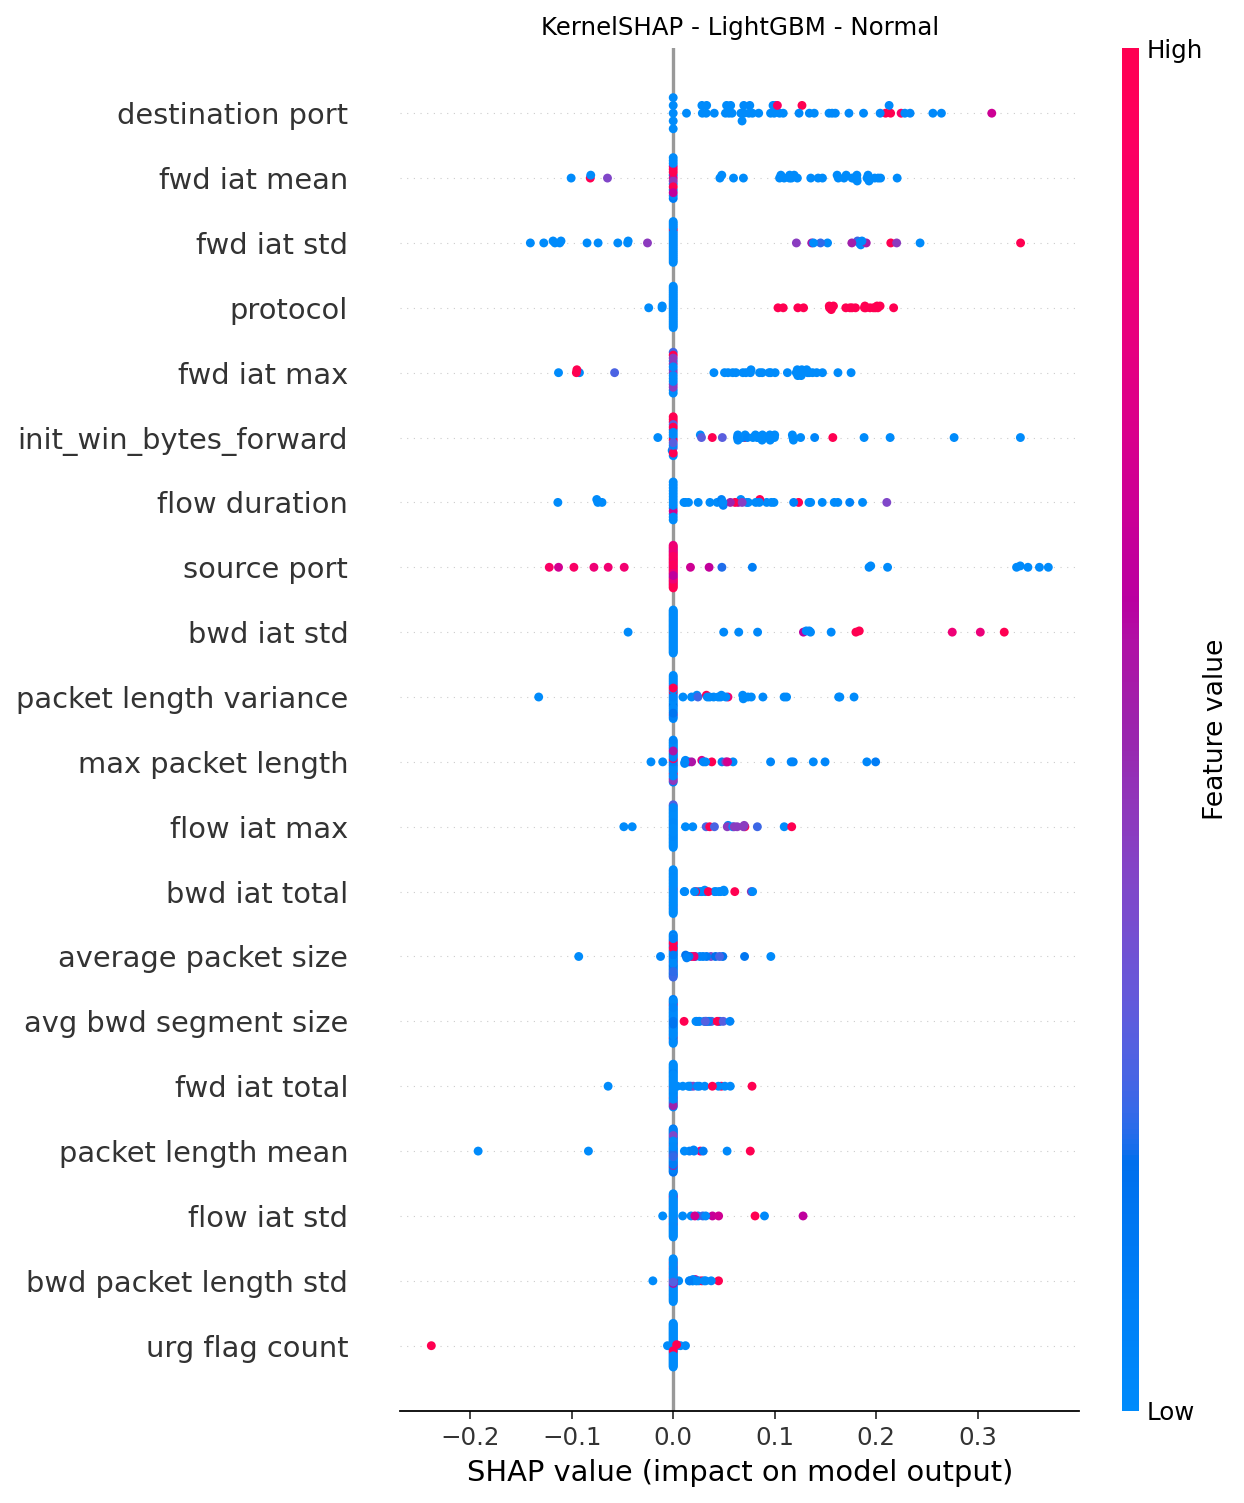 KernelSHAP - LightGBM - Normal
High
destination port
fwd iat mean
fwd iat std
protocol
fwd iat max
init_win_bytes_forward
flow duration
source port
bwd iat std
packet length variance
max packet length
flow iat max
bwd iat total
average packet size
avg bwd segment size
fwd iat total
packet length mean
flow iat std
bwd packet length std
urg flag count
Feature value
Low
−0.2 −0.1 0.0 0.1 0.2 0.3
SHAP value (impact on model output)